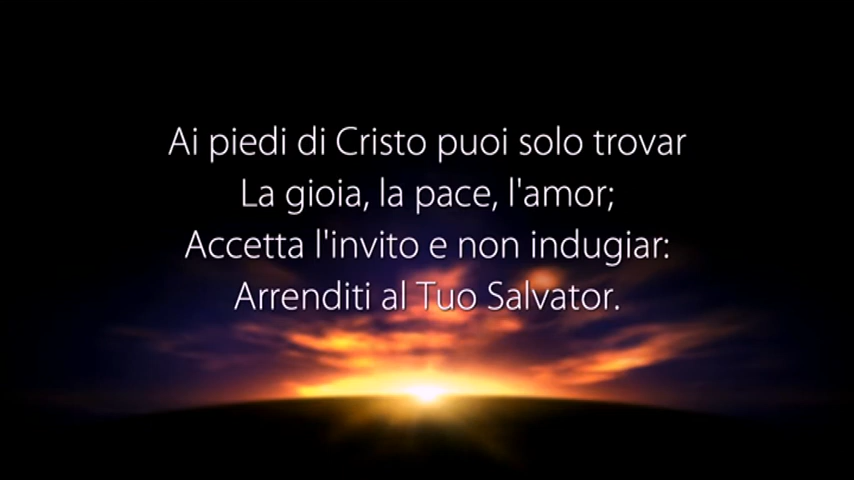 Ai piedi di Cristo puoi solo trovar
La gioia, la pace, l'amor;
Accetta l'invito e non indugiar:
Arrenditi al Tuo Salvator.